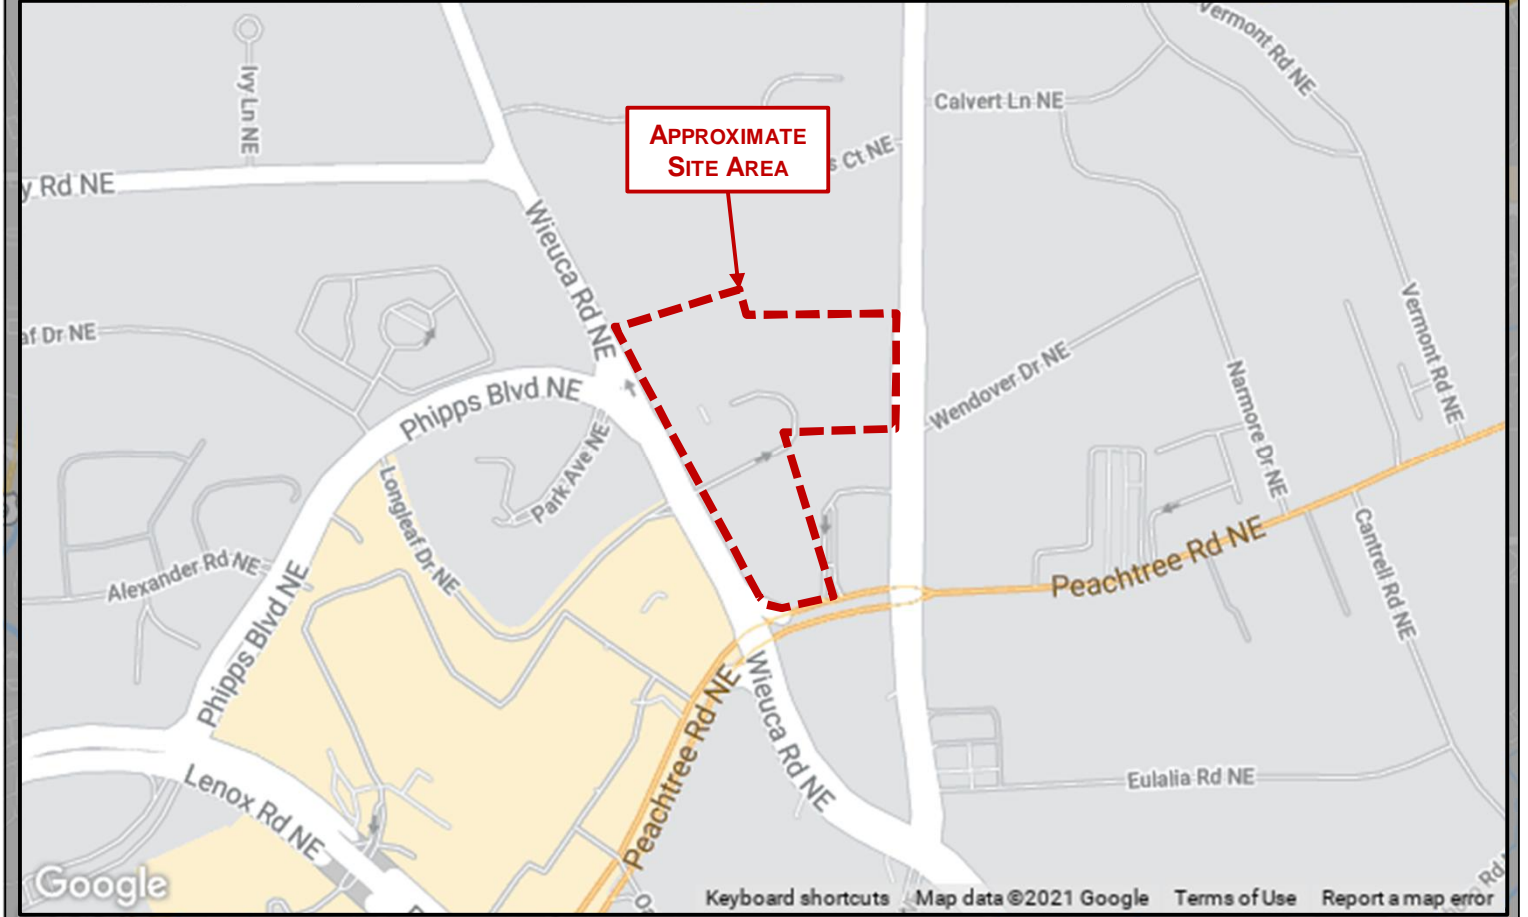 Vermont Rd NE
Ivy Ln NE
Calvert Ln NE
APPROXIMATE
SITE AREA
s Ct NE
y Rd NE
Wieuca Rd NE
Vermont Rd NE
af Dr NE
Wendover Dr NE
Narmore Dr NE
Phipps Blvd NE
Park Ave NE
Longleaf Dr NE
Peachtree Rd NE
Cantrell Rd NE
Alexander Rd NE
Phipps Blvd NE
Wieuca Rd NE
Peachtree Rd NE
Lenox Rd NE
Eulalia Rd NE
Google
Keyboard shortcuts Map data ©2021 Google Terms of Use Report a map error